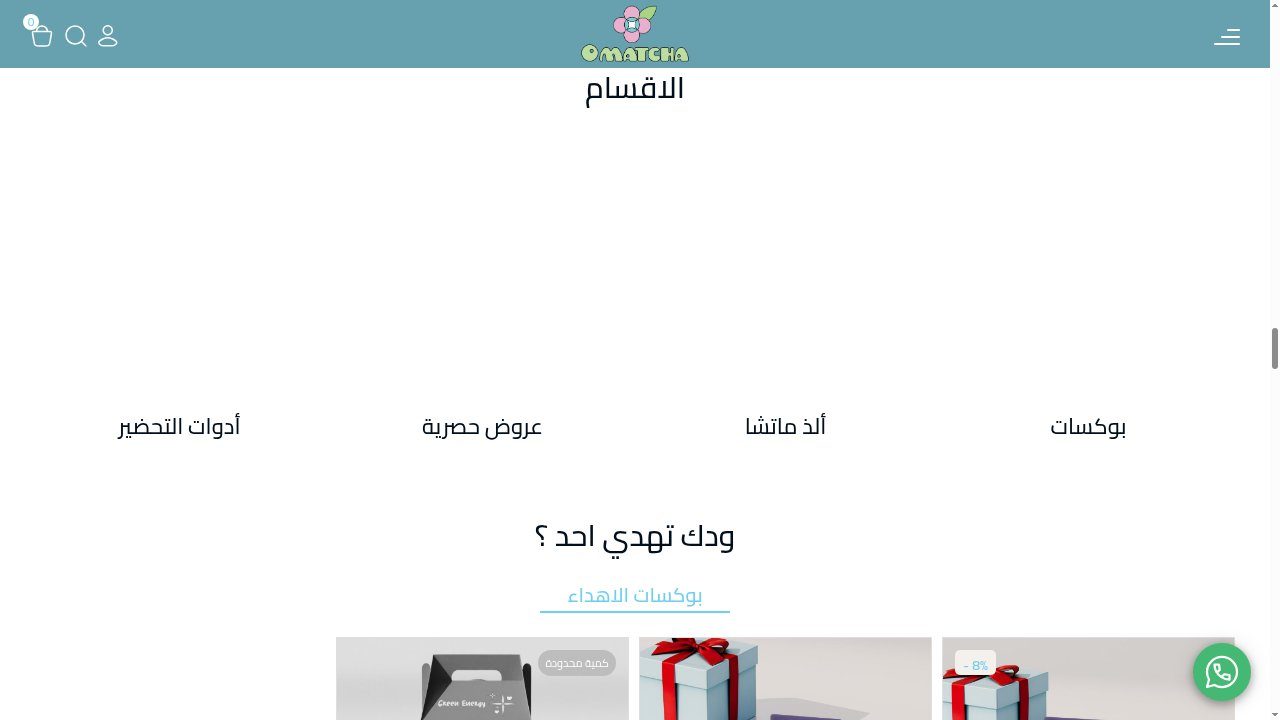 0
OMATCHA
الاقسام
بوكسات
ألذ ماتشا
عروض حصرية
أدوات التحضير
ودك تهدي احد ؟
بوكسات الاهداء
- 8%
كمية محدودة
Green Energy